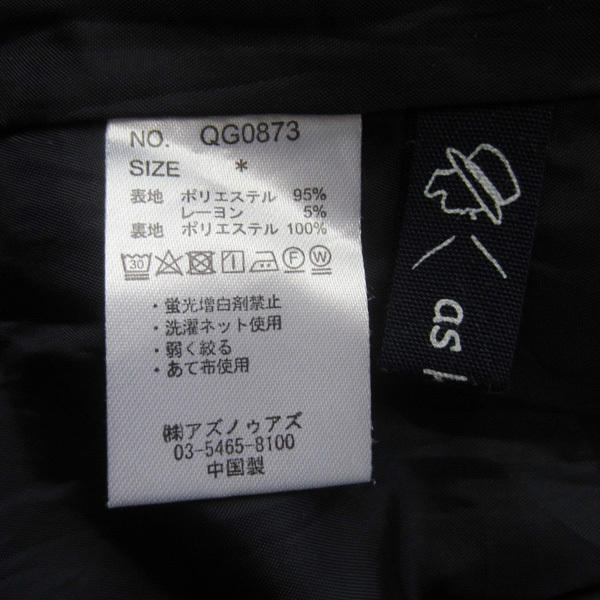 NO. QG0873
SIZE *
表地 ポリエステル 95%
レーヨン 5%
裏地 ポリエステル 100%
30 F W
・蛍光増白剤禁止
・洗濯ネット使用
・弱く絞る
・あて布使用
㈱アズノゥアズ
03-5465-8100
中国製
as